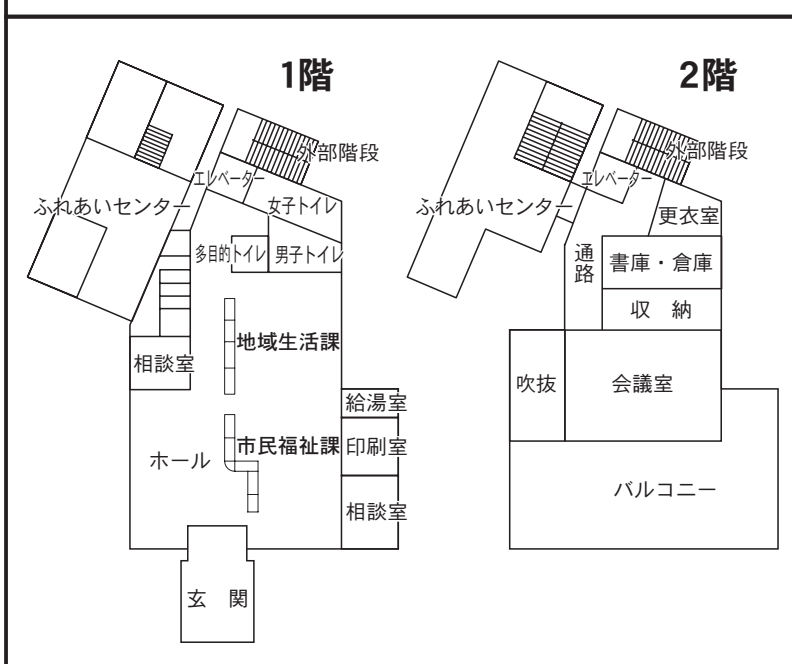 1階
外部階段
エレベーター
ふれあいセンター
女子トイレ
多目的トイレ
男子トイレ
地域生活課
相談室
給湯室
市民福祉課
印刷室
ホール
相談室
玄　関
2階
外部階段
エレベーター
ふれあいセンター
更衣室
通路
書庫・倉庫
収　納
吹抜
会議室
バルコニー